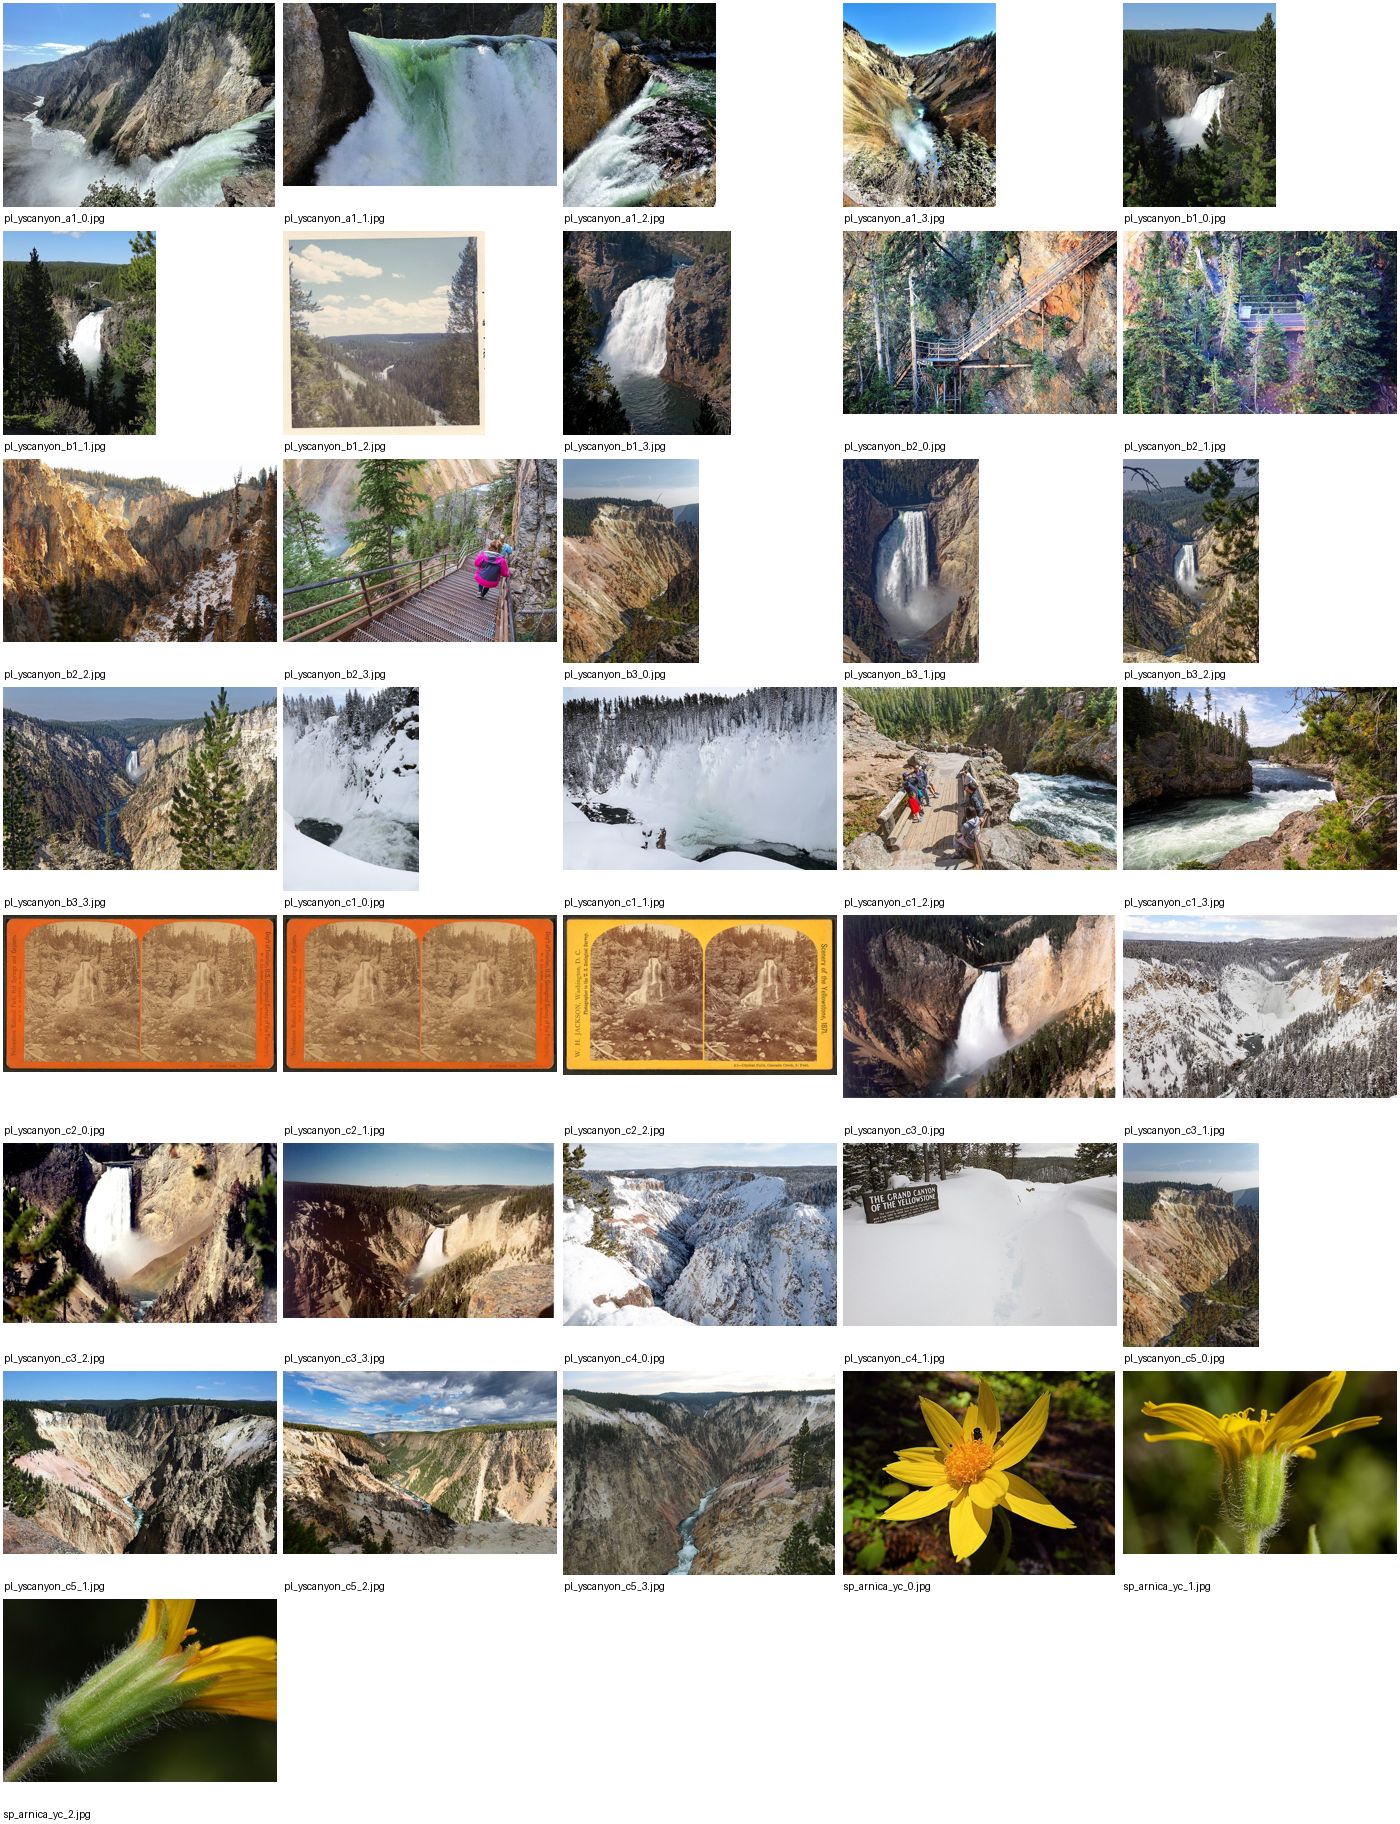 pl_yscanyon_a1_0.jpg
pl_yscanyon_a1_1.jpg
pl_yscanyon_a1_2.jpg
pl_yscanyon_a1_3.jpg
pl_yscanyon_b1_0.jpg
pl_yscanyon_b1_1.jpg
pl_yscanyon_b1_2.jpg
pl_yscanyon_b1_3.jpg
pl_yscanyon_b2_0.jpg
pl_yscanyon_b2_1.jpg
pl_yscanyon_b2_2.jpg
pl_yscanyon_b2_3.jpg
pl_yscanyon_b3_0.jpg
pl_yscanyon_b3_1.jpg
pl_yscanyon_b3_2.jpg
pl_yscanyon_b3_3.jpg
pl_yscanyon_c1_0.jpg
pl_yscanyon_c1_1.jpg
pl_yscanyon_c1_2.jpg
pl_yscanyon_c1_3.jpg
W. H. JACKSON, Washington, D. C.
Scenery of the Yellowstone, 1871.
pl_yscanyon_c2_0.jpg
pl_yscanyon_c2_1.jpg
pl_yscanyon_c2_2.jpg
pl_yscanyon_c3_0.jpg
pl_yscanyon_c3_1.jpg
THE GRAND CANYON
OF THE YELLOWSTONE
pl_yscanyon_c3_2.jpg
pl_yscanyon_c3_3.jpg
pl_yscanyon_c4_0.jpg
pl_yscanyon_c4_1.jpg
pl_yscanyon_c5_0.jpg
pl_yscanyon_c5_1.jpg
pl_yscanyon_c5_2.jpg
pl_yscanyon_c5_3.jpg
sp_arnica_yc_0.jpg
sp_arnica_yc_1.jpg
sp_arnica_yc_2.jpg